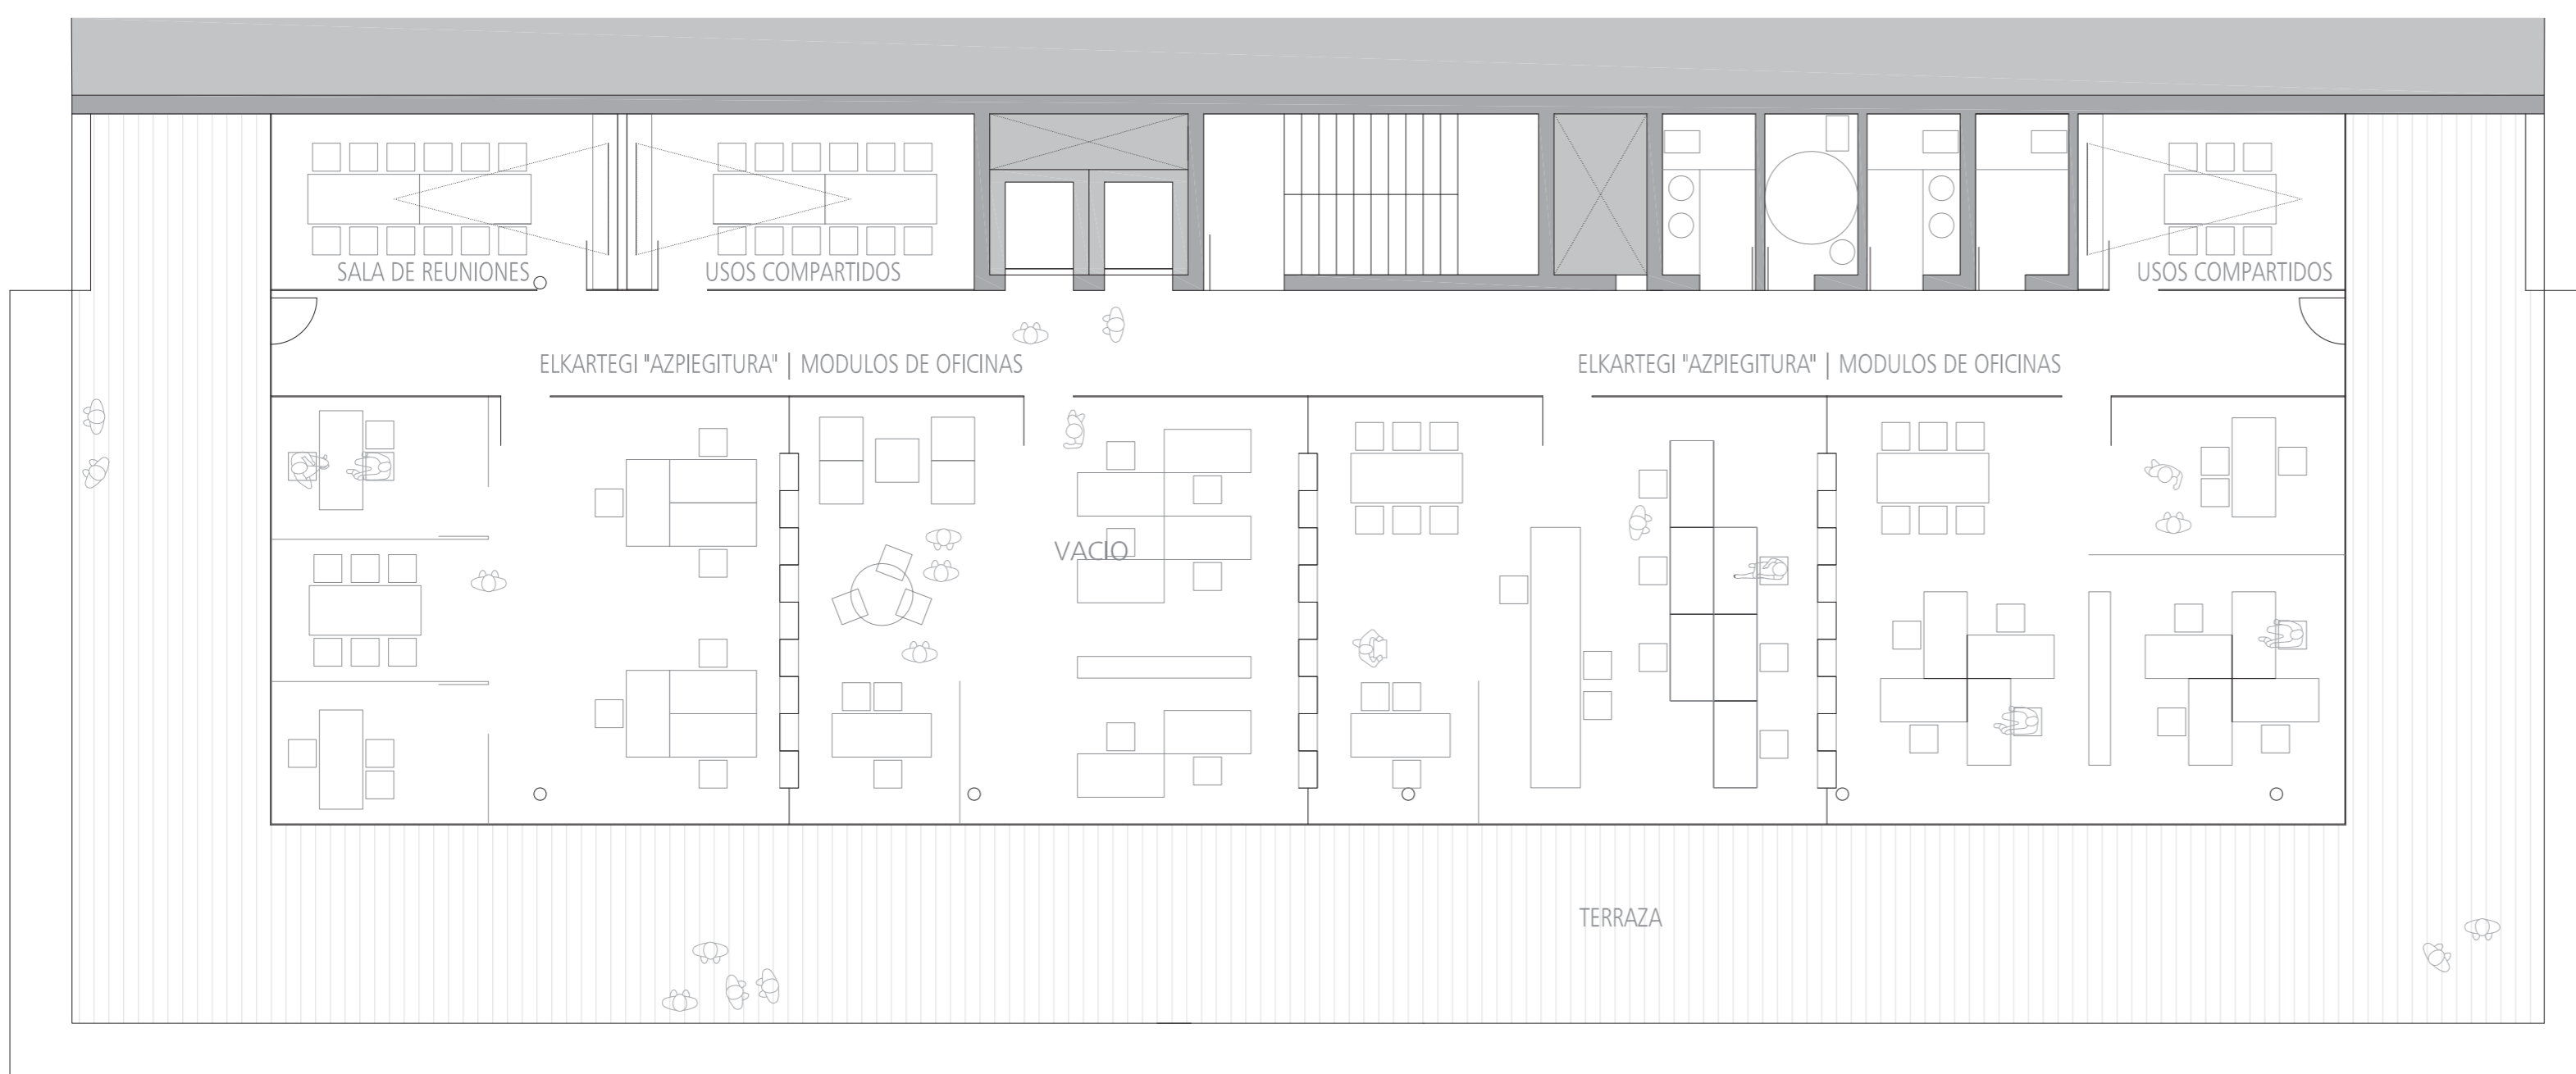 SALA DE REUNIONES
USOS COMPARTIDOS
USOS COMPARTIDOS
ELKARTEGI "AZPIEGITURA" | MODULOS DE OFICINAS
ELKARTEGI "AZPIEGITURA" | MODULOS DE OFICINAS
VACIO
TERRAZA